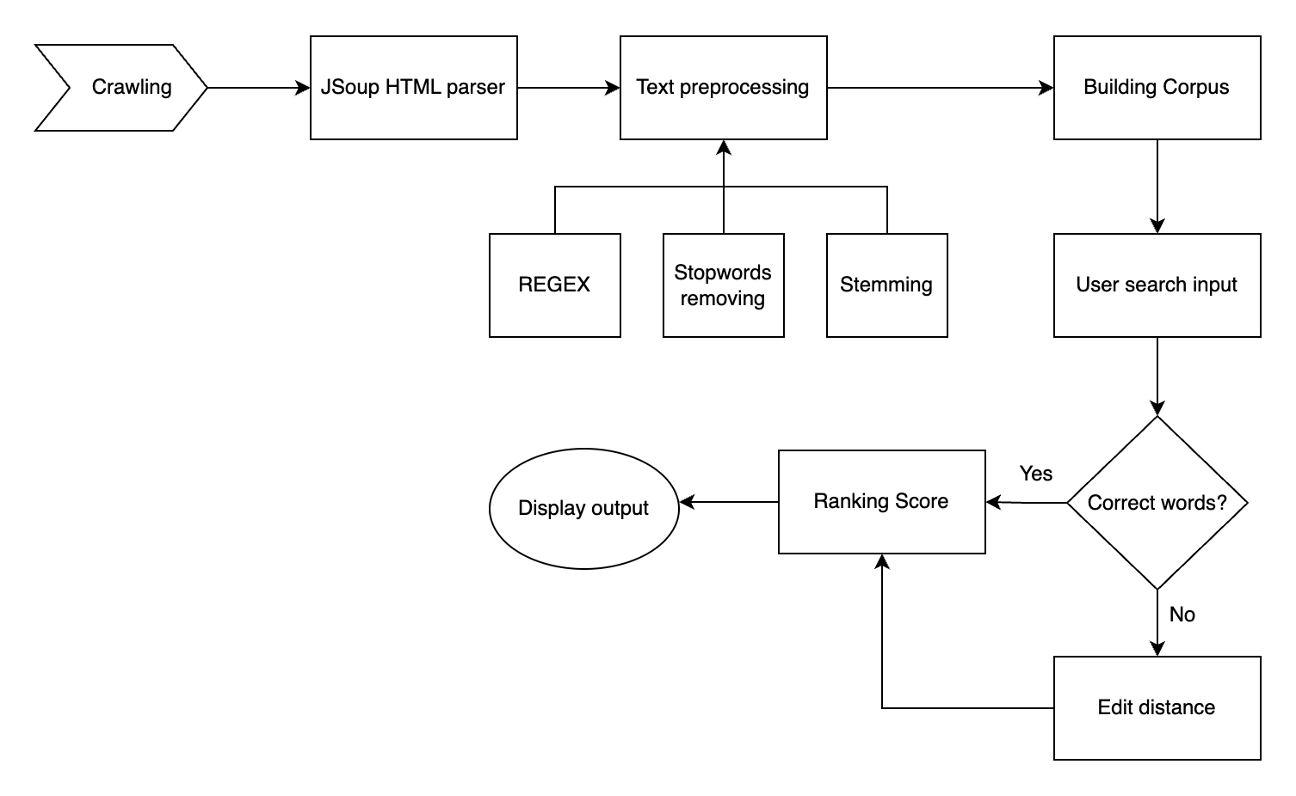 Crawling
JSoup HTML parser
Text preprocessing
Building Corpus
REGEX
Stopwords
removing
Stemming
User search input
Display output
Ranking Score
Yes
Correct words?
No
Edit distance